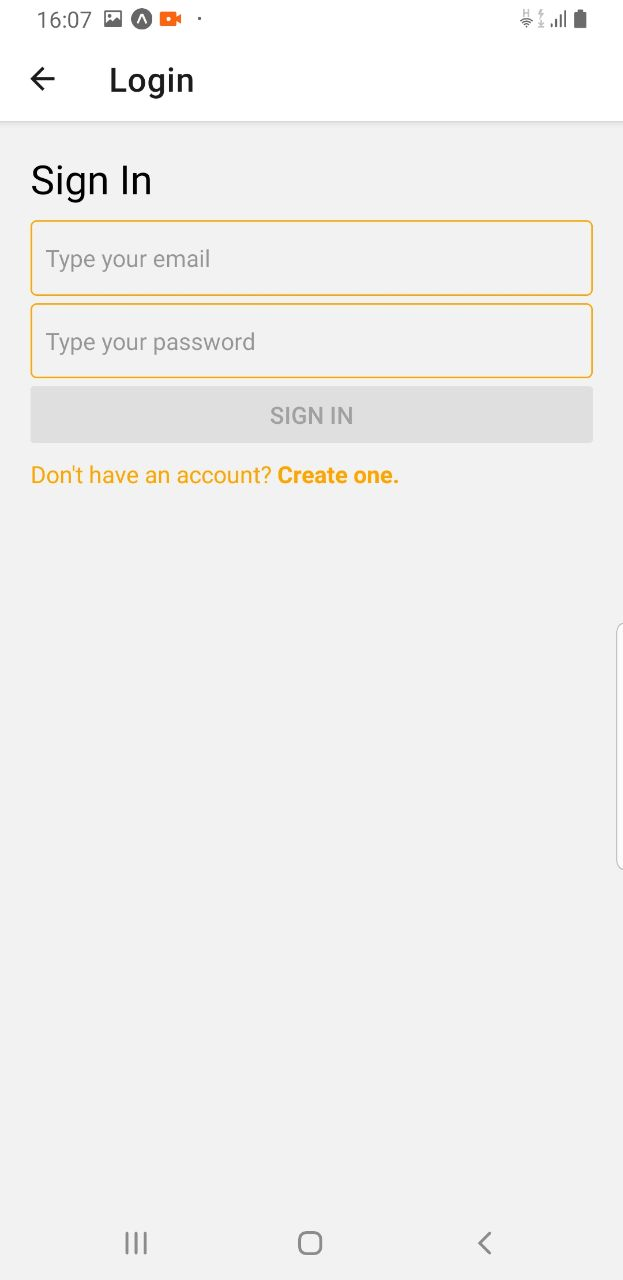 16:07
Login
Sign In
Type your email
Type your password
SIGN IN
Don't have an account? Create one.